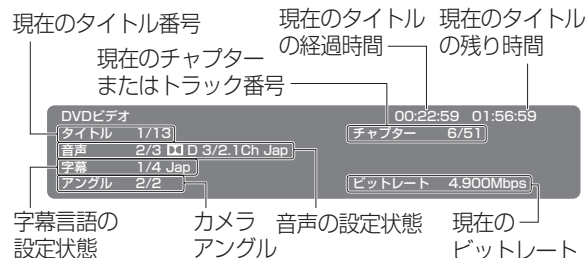 現在のタイトル番号
現在のチャプター
またはトラック番号
現在のタイトル
の経過時間
現在のタイトル
の残り時間
DVDビデオ 00:22:59 01:56:59
タイトル 1/13 チャプター 6/51
音声 2/3 D 3/2.1Ch Jap
字幕 1/4 Jap
アングル 2/2 ビットレート 4.900Mbps
字幕言語の
設定状態
カメラ
アングル
音声の設定状態
現在の
ビットレート